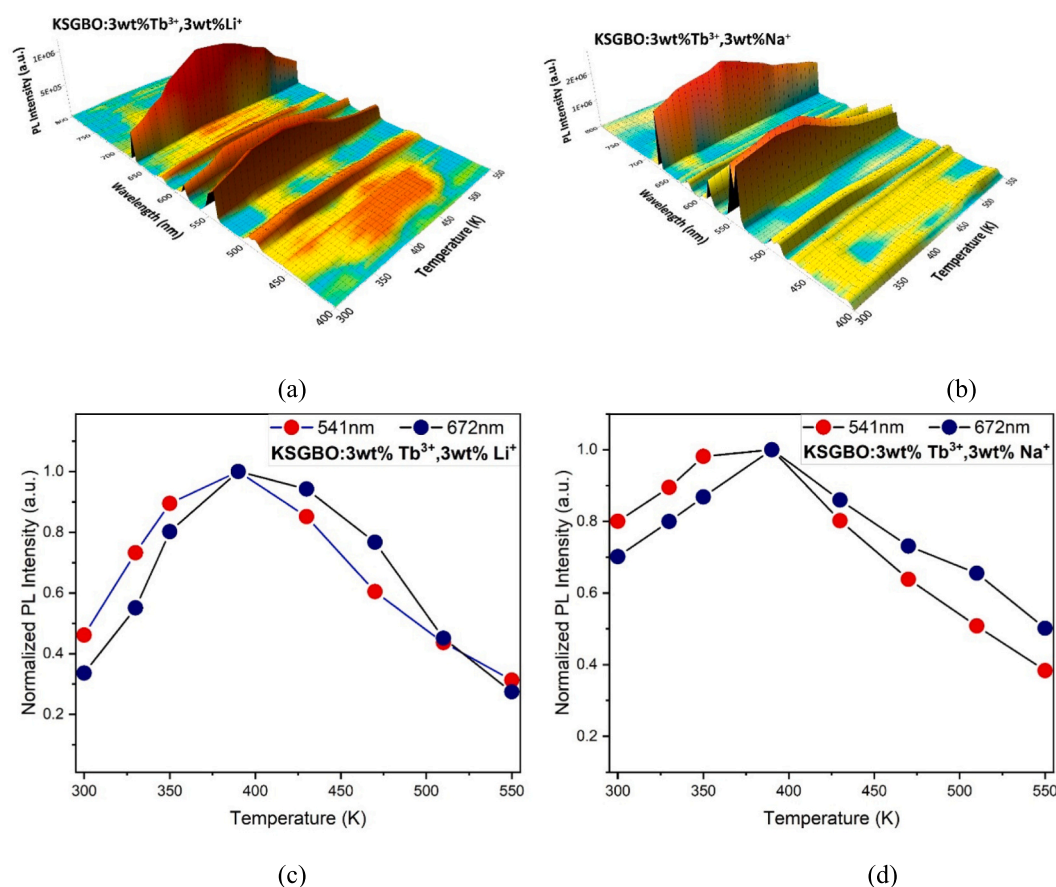 KSGBO:3wt%Tb³⁺,3wt%Li⁺
PL Intensity (a.u.)
1E+06
5E+05
800
750
700
650
600
550
500
450
400
Wavelength (nm)
300
350
400
450
500
550
Temperature (K)
(a)
KSGBO:3wt%Tb³⁺,3wt%Na⁺
PL Intensity (a.u.)
2E+06
1E+06
800
750
700
650
600
550
500
450
400
Wavelength (nm)
300
350
400
450
500
550
Temperature (K)
(b)
541nm 672nm
KSGBO:3wt% Tb³⁺,3wt% Li⁺
Normalized PL Intensity (a.u.)
1.0
0.8
0.6
0.4
0.2
300 350 400 450 500 550
Temperature (K)
(c)
541nm 672nm
KSGBO:3wt% Tb³⁺,3wt% Na⁺
Normalized PL Intensity (a.u.)
1.0
0.8
0.6
0.4
0.2
300 350 400 450 500 550
Temperature (K)
(d)